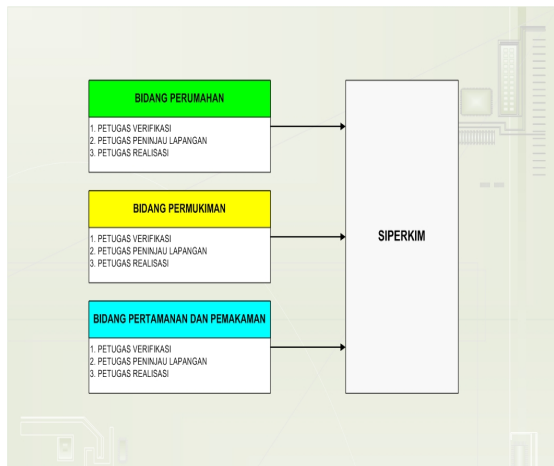 BIDANG PERUMAHAN
1. PETUGAS VERIFIKASI
2. PETUGAS PENINJAU LAPANGAN
3. PETUGAS REALISASI
BIDANG PERMUKIMAN
1. PETUGAS VERIFIKASI
2. PETUGAS PENINJAU LAPANGAN
3. PETUGAS REALISASI
BIDANG PERTAMANAN DAN PEMAKAMAN
1. PETUGAS VERIFIKASI
2. PETUGAS PENINJAU LAPANGAN
3. PETUGAS REALISASI
SIPERKIM